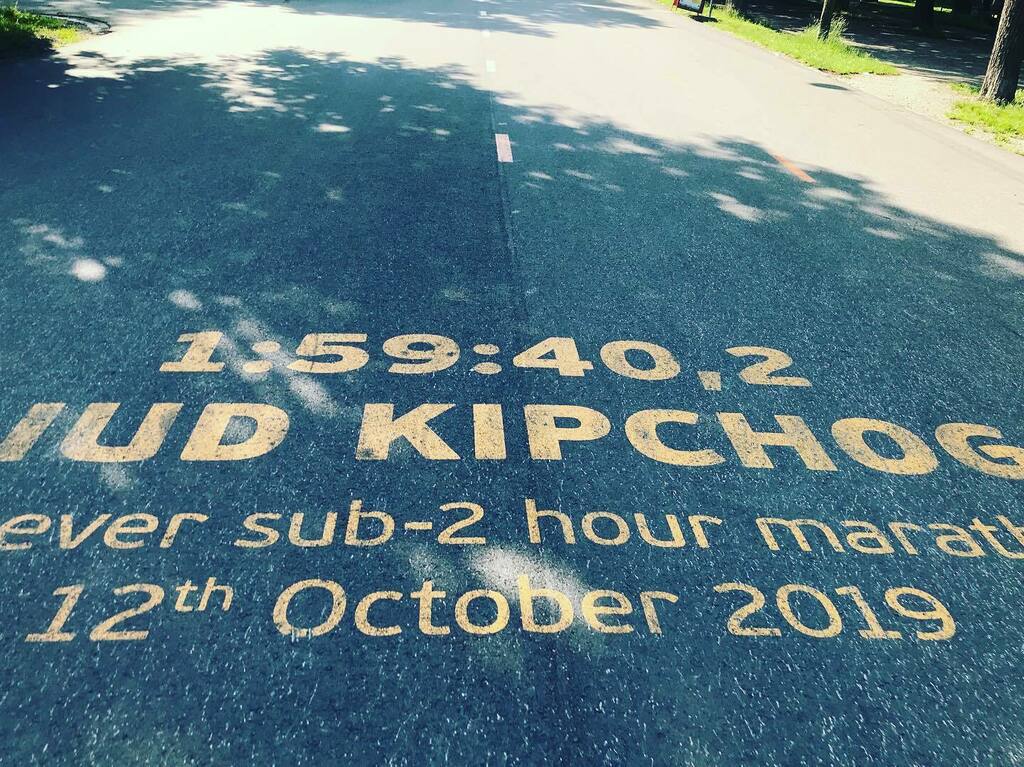 1:59:40,2
IUD KIPCHOG
ever sub-2 hour marath
12th October 2019